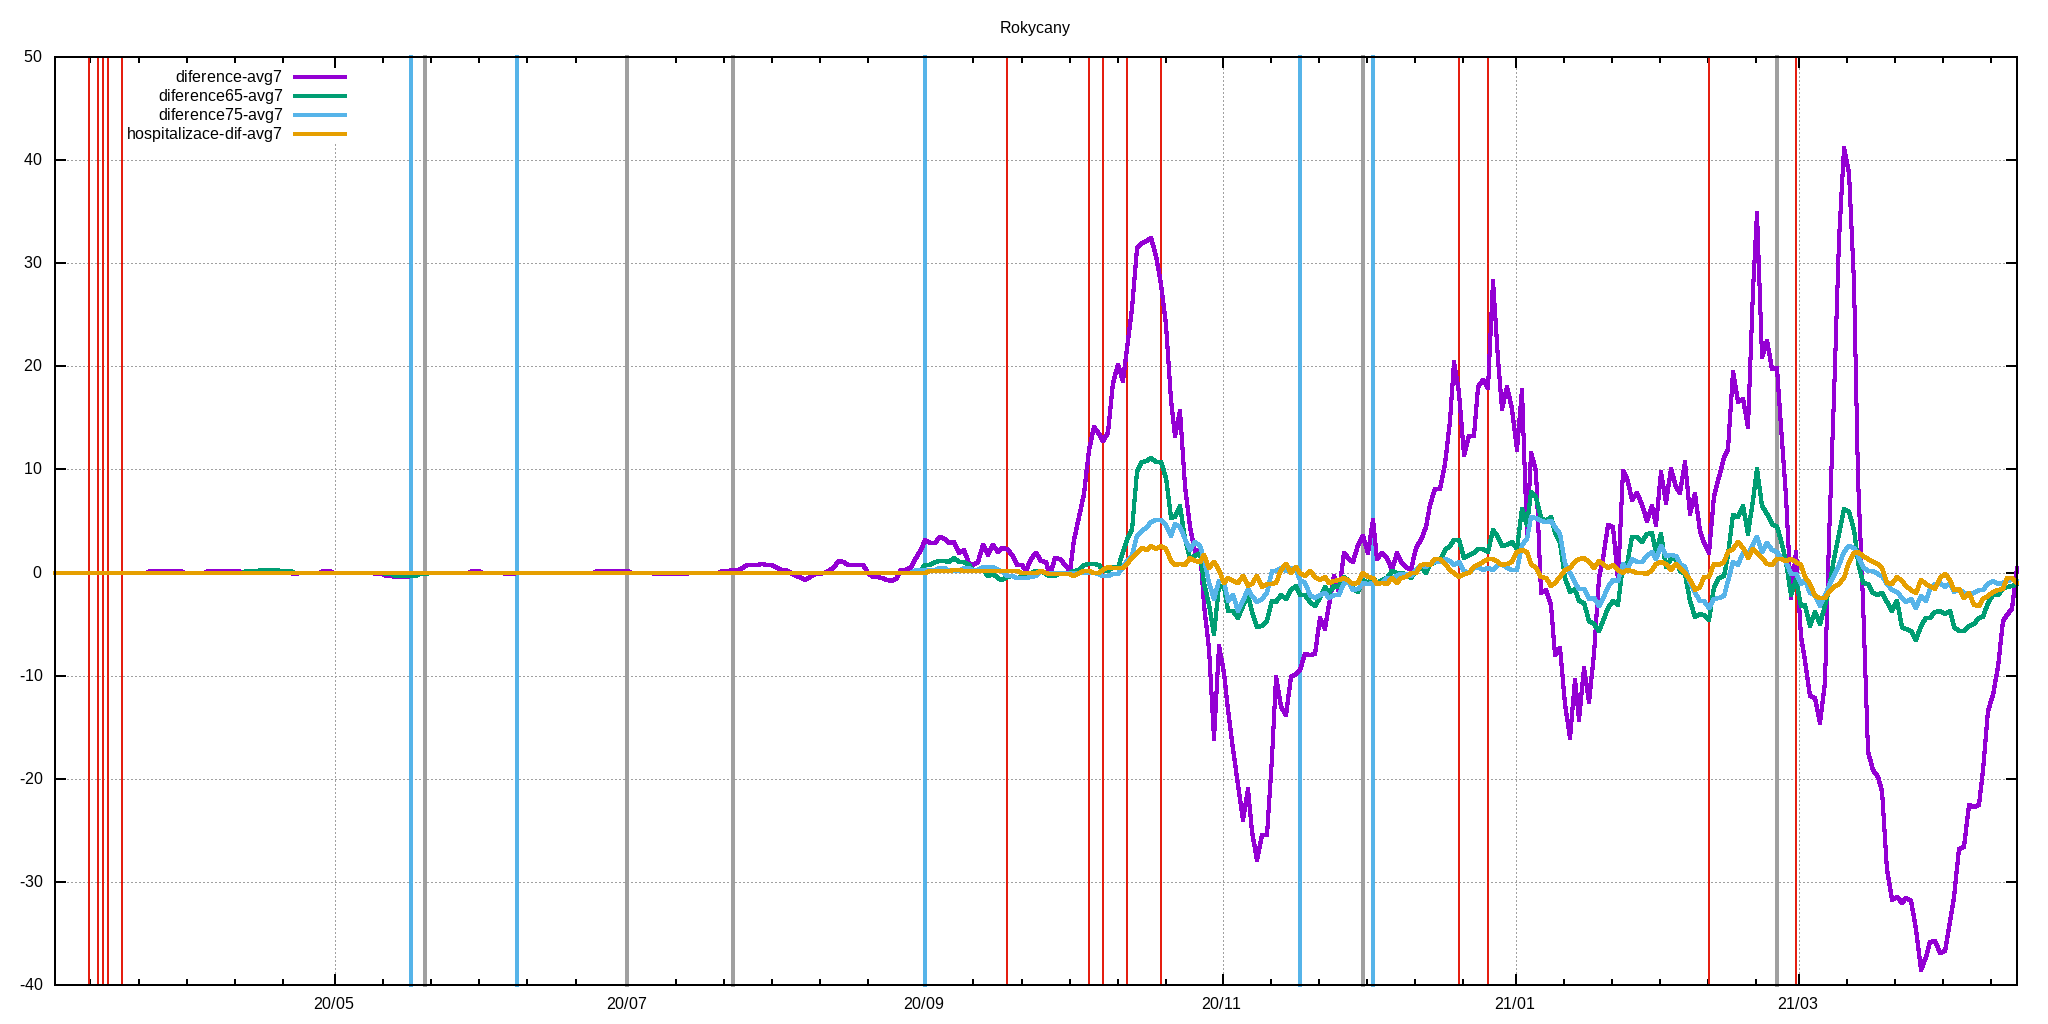 Rokycany
diference-avg7
diference65-avg7
diference75-avg7
hospitalizace-dif-avg7
50
40
30
20
10
0
-10
-20
-30
-40
20/05 20/07 20/09 20/11 21/01 21/03